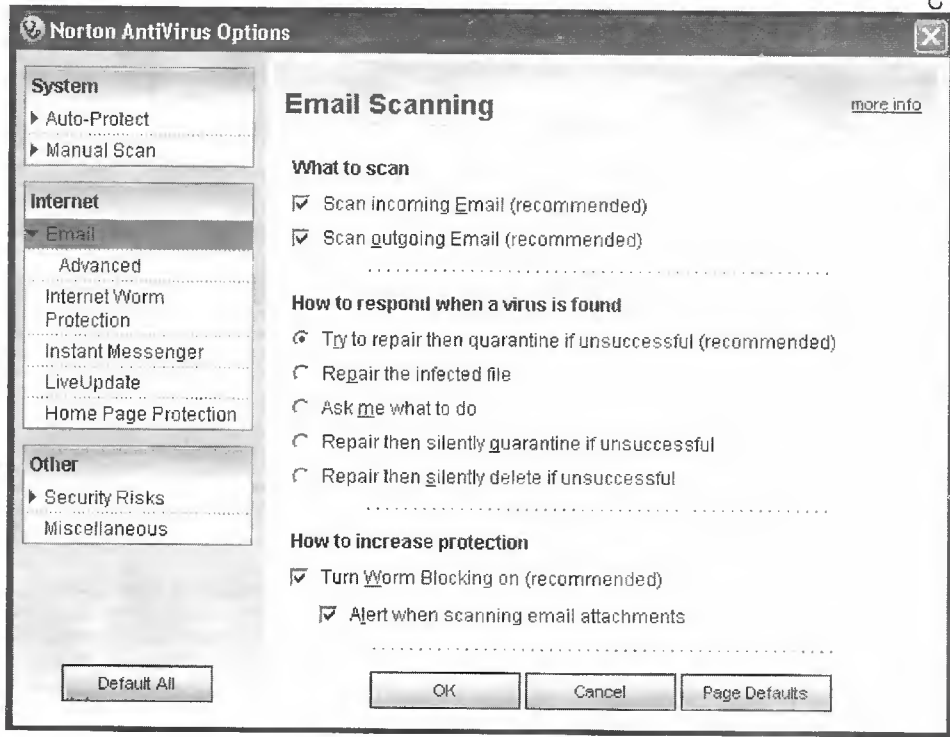 Norton AntiVirus Options
System
Auto-Protect
Manual Scan
Internet
Email
Advanced
Internet Worm
Protection
Instant Messenger
LiveUpdate
Home Page Protection
Other
Security Risks
Miscellaneous
Default All
Email Scanning
more info
What to scan
Scan incoming Email (recommended)
Scan outgoing Email (recommended)
How to respond when a virus is found
Try to repair then quarantine if unsuccessful (recommended)
Repair the infected file
Ask me what to do
Repair then silently quarantine if unsuccessful
Repair then silently delete if unsuccessful
How to increase protection
Turn Worm Blocking on (recommended)
Alert when scanning email attachments
OK
Cancel
Page Defaults